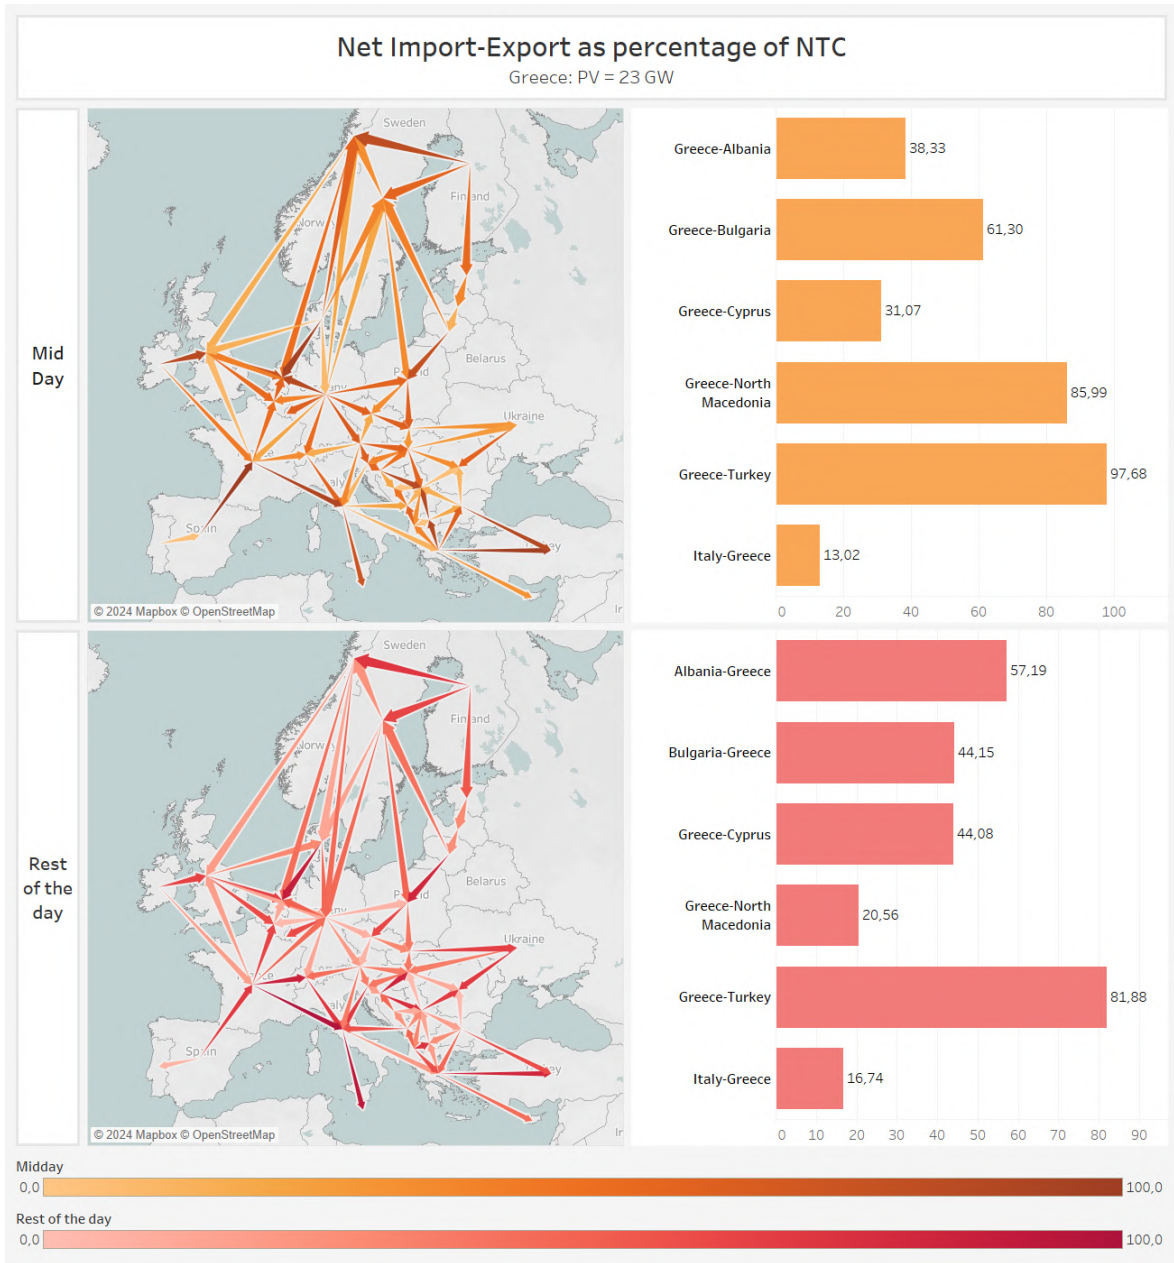 Net Import-Export as percentage of NTC
Greece: PV = 23 GW
Mid
Day
Sweden
Finland
Norway
Belarus
Ukraine
Spain
© 2024 Mapbox © OpenStreetMap
Greece-Albania
38,33
Greece-Bulgaria
61,30
Greece-Cyprus
31,07
Greece-North
Macedonia
85,99
Greece-Turkey
97,68
Italy-Greece
13,02
0 20 40 60 80 100
Rest
of the
day
Sweden
Finland
Norway
Belarus
Ukraine
Spain
© 2024 Mapbox © OpenStreetMap
Albania-Greece
57,19
Bulgaria-Greece
44,15
Greece-Cyprus
44,08
Greece-North
Macedonia
20,56
Greece-Turkey
81,88
Italy-Greece
16,74
0 10 20 30 40 50 60 70 80 90
Midday
0,0 100,0
Rest of the day
0,0 100,0